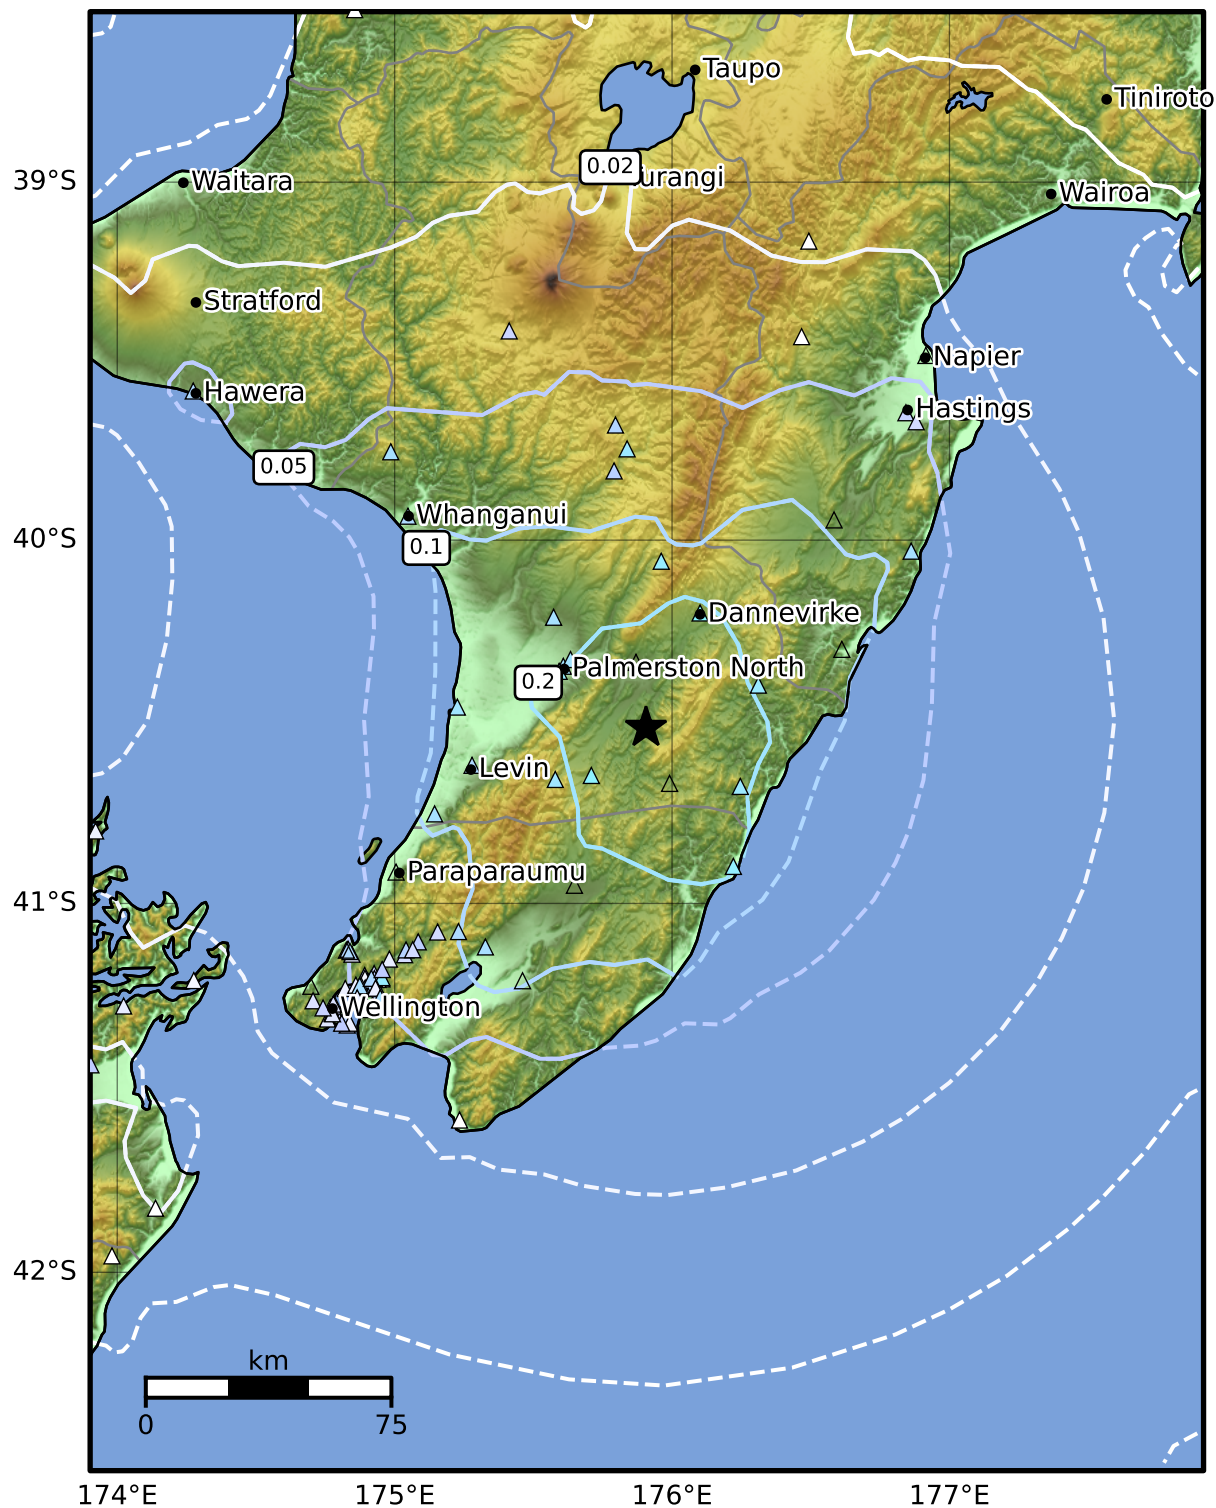 Taupo
Tiniroto
0.02
urangi
39°S
Waitara
Wairoa
Stratford
Napier
Hawera
Hastings
0.05
Whanganui
40°S
0.1
Dannevirke
Palmerston North
0.2
Levin
Paraparaumu
41°S
Wellington
42°S
km
0
75
174°E
175°E
176°E
177°E